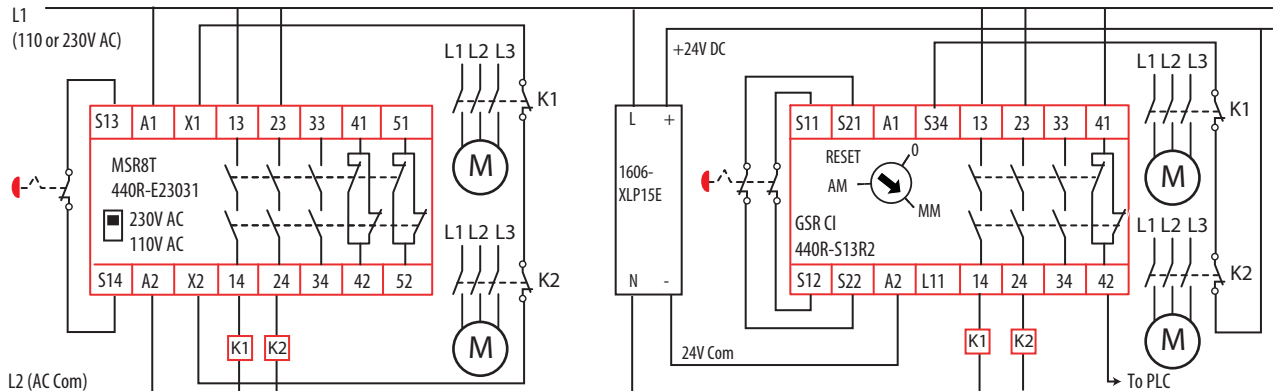 L1
(110 or 230V AC)
+24V DC
L1 L2 L3
K1
M
L1 L2 L3
K2
M
S13 A1 X1 13 23 33 41 51
MSR8T
440R-E23031
230V AC
110V AC
S14 A2 X2 14 24 34 42 52
K1 K2
L2 (AC Com)
L +
1606-
XLP15E
N -
24V Com
S11 S21 A1 S34 13 23 33 41
RESET
0
AM
MM
GSR CI
440R-S13R2
S12 S22 A2 L11 14 24 34 42
K1 K2
To PLC
L1 L2 L3
K1
M
L1 L2 L3
K2
M